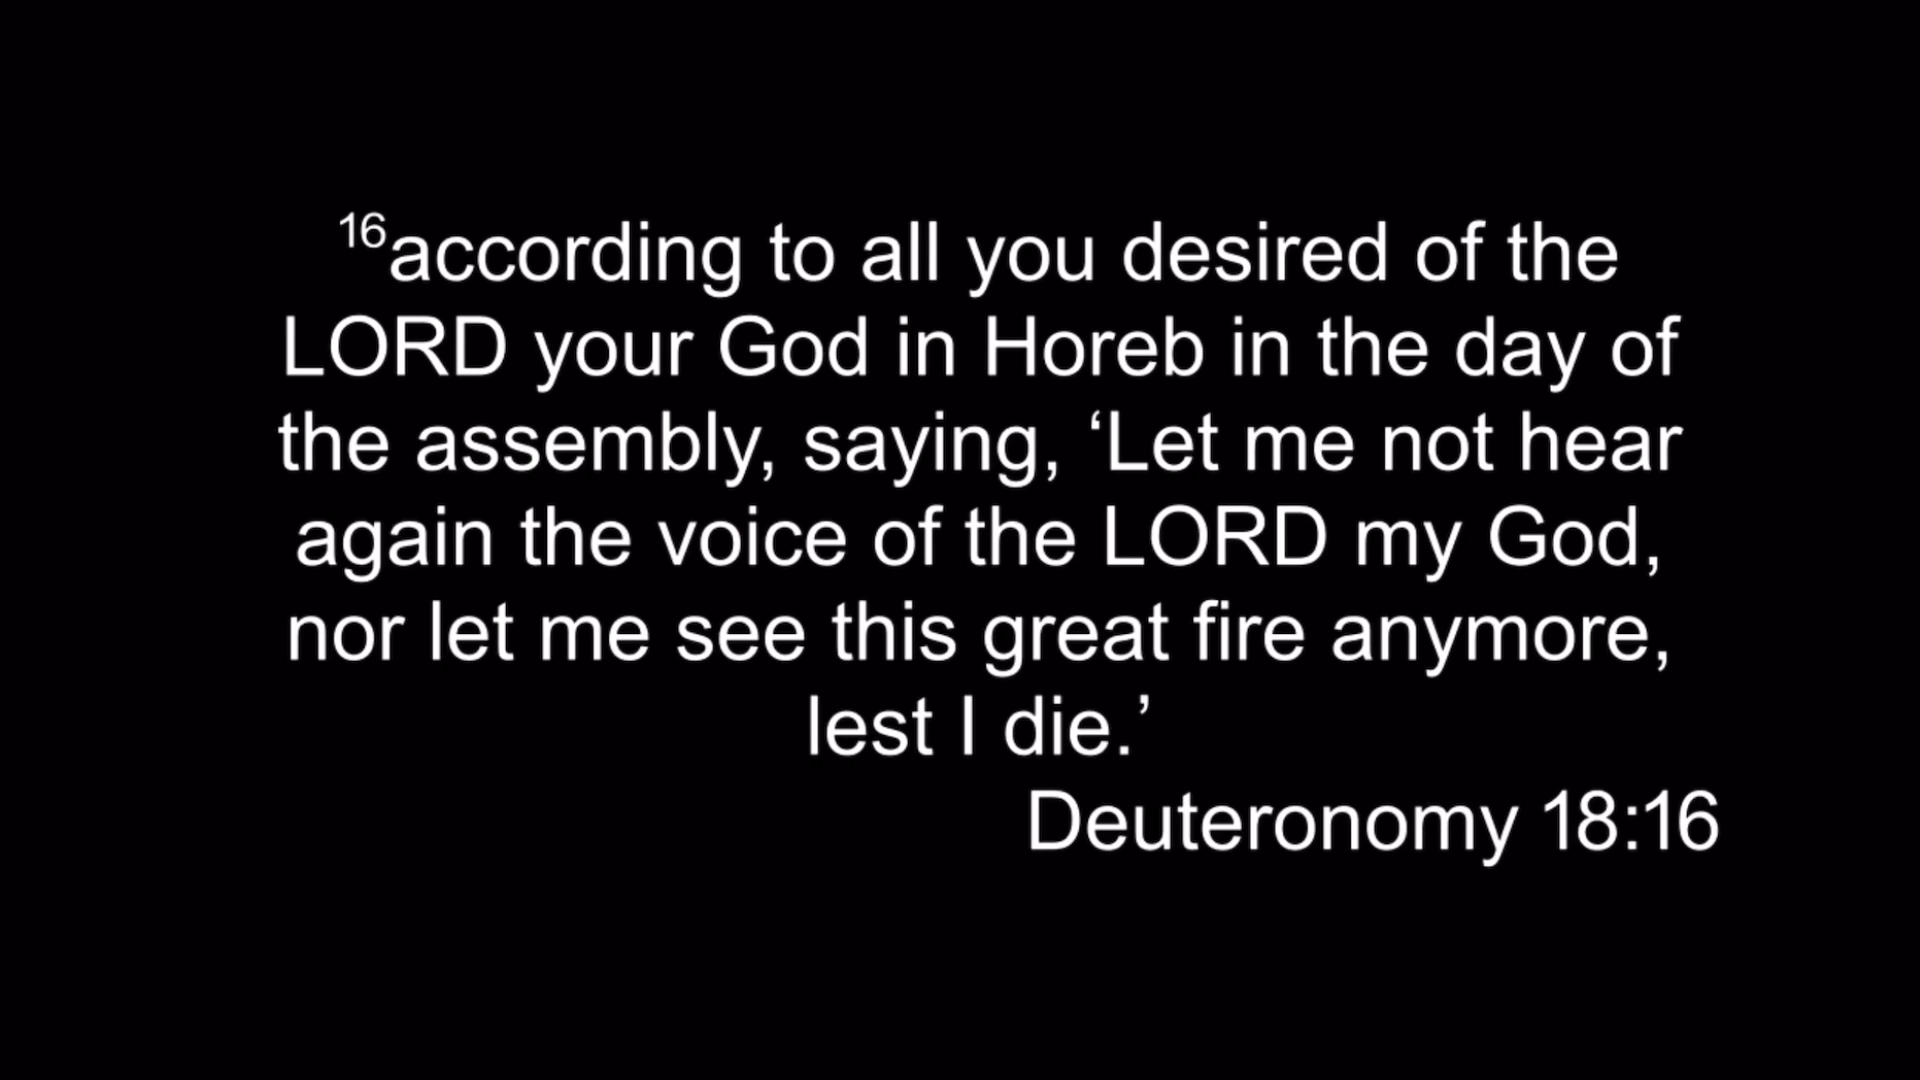 16according to all you desired of the
LORD your God in Horeb in the day of
the assembly, saying, ‘Let me not hear
again the voice of the LORD my God,
nor let me see this great fire anymore,
lest I die.’
Deuteronomy 18:16